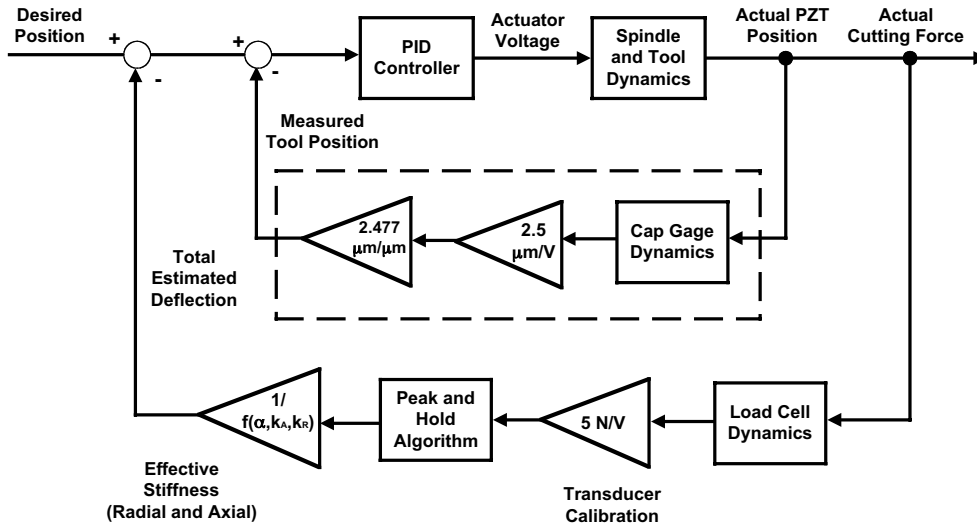 Desired
Position
+
-
+
-
PID
Controller
Actuator
Voltage
Spindle
and Tool
Dynamics
Actual PZT
Position
Actual
Cutting Force
Measured
Tool Position
2.477
μm/μm
2.5
μm/V
Cap Gage
Dynamics
Total
Estimated
Deflection
1/
f(α,kA,kR)
Peak and
Hold
Algorithm
5 N/V
Load Cell
Dynamics
Effective
Stiffness
(Radial and Axial)
Transducer
Calibration